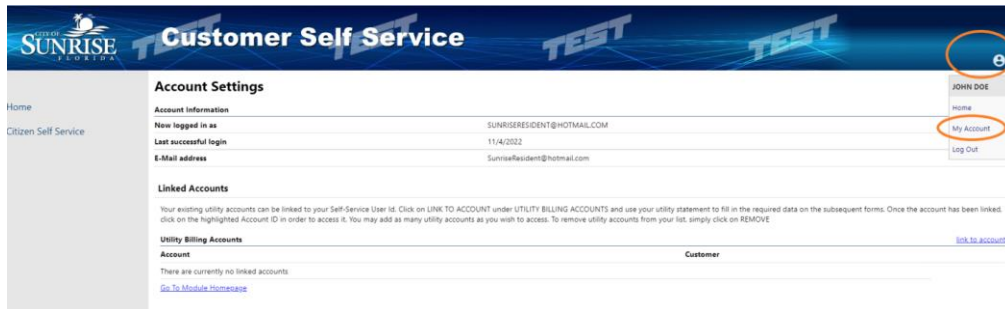 CITY OF
SUNRISE
FLORIDA
TEST Customer Self Service TEST TEST
Home
Citizen Self Service
Account Settings
Account Information
Now logged in as SUNRISERESIDENT@HOTMAIL.COM
Last successful login 11/4/2022
E-Mail address SunriseResident@hotmail.com
JOHN DOE
Home
My Account
Log Out
Linked Accounts
Your existing utility accounts can be linked to your Self-Service User Id. Click on LINK TO ACCOUNT under UTILITY BILLING ACCOUNTS and use your utility statement to fill in the required data on the subsequent forms. Once the account has been linked,
click on the highlighted Account ID in order to access it. You may add as many utility accounts as you wish to access. To remove utility accounts from your list, simply click on REMOVE
Utility Billing Accounts link to account
Account Customer
There are currently no linked accounts
Go To Module Homepage